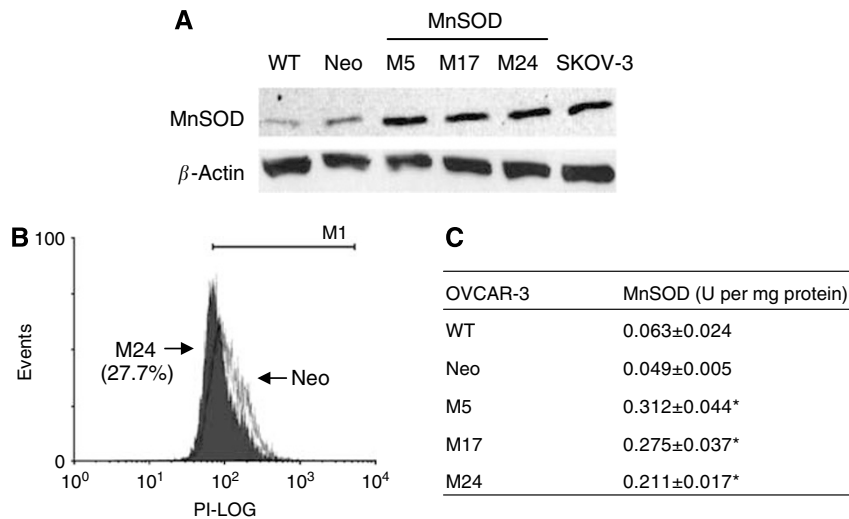 A
MnSOD
WT Neo M5 M17 M24 SKOV-3
MnSOD
β-Actin
B
100
M1
Events
M24
(27.7%)
Neo
0
10⁰ 10¹ 10² 10³ 10⁴
PI-LOG
C
OVCAR-3 MnSOD (U per mg protein)
WT 0.063±0.024
Neo 0.049±0.005
M5 0.312±0.044*
M17 0.275±0.037*
M24 0.211±0.017*